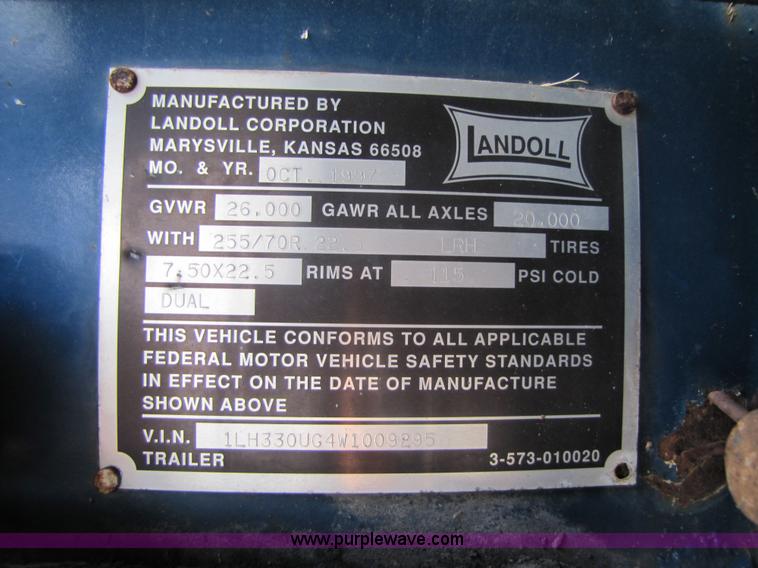 MANUFACTURED BY
LANDOLL CORPORATION
MARYSVILLE, KANSAS 66508
LANDOLL
MO. & YR. OCT. 1997
GVWR 26,000 GAWR ALL AXLES 20,000
WITH 255/70R 22.5 LRH TIRES
7.50X22.5 RIMS AT 115 PSI COLD
DUAL
THIS VEHICLE CONFORMS TO ALL APPLICABLE
FEDERAL MOTOR VEHICLE SAFETY STANDARDS
IN EFFECT ON THE DATE OF MANUFACTURE
SHOWN ABOVE
V.I.N. 1LH330UG4W1009895
TRAILER 3-573-010020
www.purplewave.com